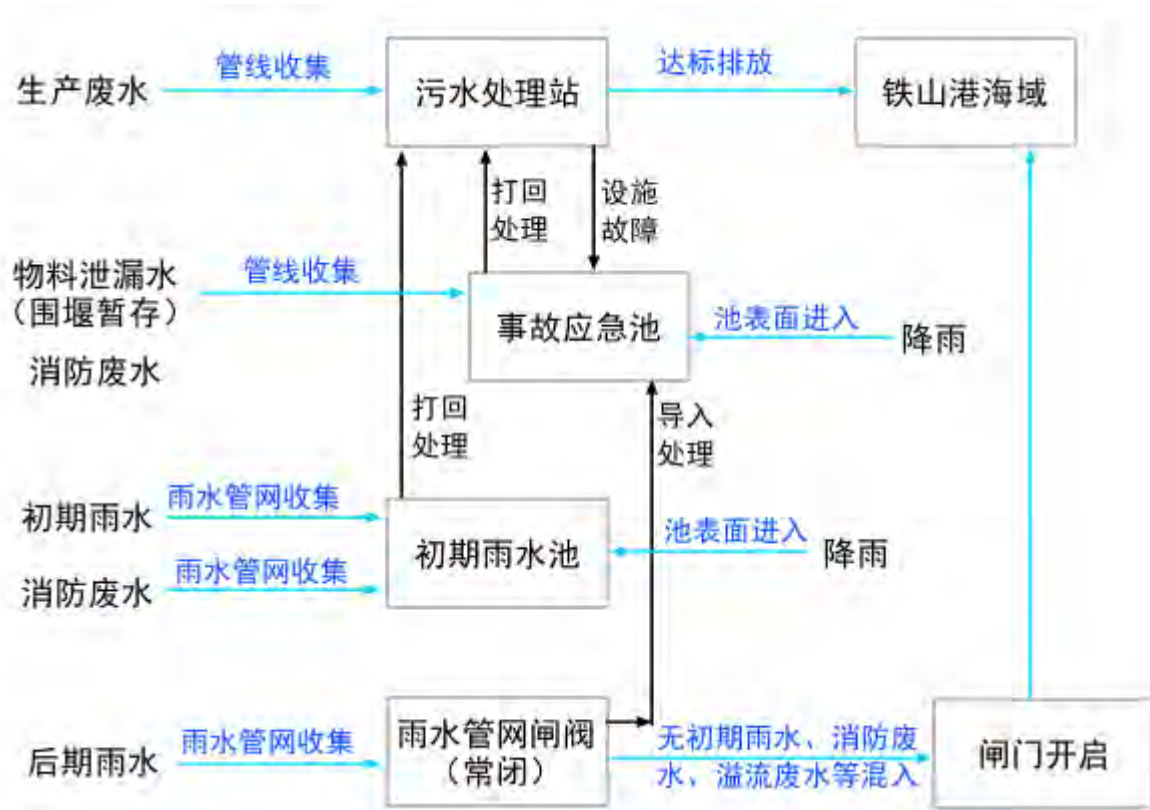 生产废水
管线收集
污水处理站
达标排放
铁山港海域
打回
处理
设施
故障
物料泄漏水
（围堰暂存）
消防废水
管线收集
事故应急池
池表面进入
降雨
打回
处理
导入
处理
初期雨水
雨水管网收集
消防废水
雨水管网收集
初期雨水池
池表面进入
降雨
后期雨水
雨水管网收集
雨水管网闸阀
（常闭）
无初期雨水、消防废
水、溢流废水等混入
闸门开启